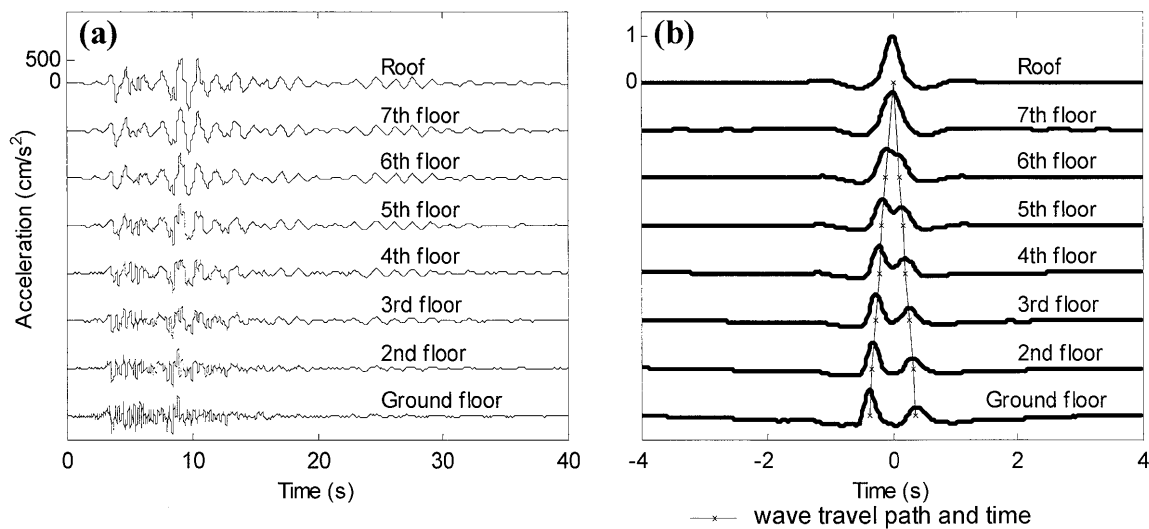 (a)
500
0
Roof
7th floor
6th floor
5th floor
4th floor
3rd floor
2nd floor
Ground floor
Acceleration (cm/s²)
0 10 20 30 40
Time (s)
(b)
1
0
Roof
7th floor
6th floor
5th floor
4th floor
3rd floor
2nd floor
Ground floor
-4 -2 0 2 4
Time (s)
wave travel path and time